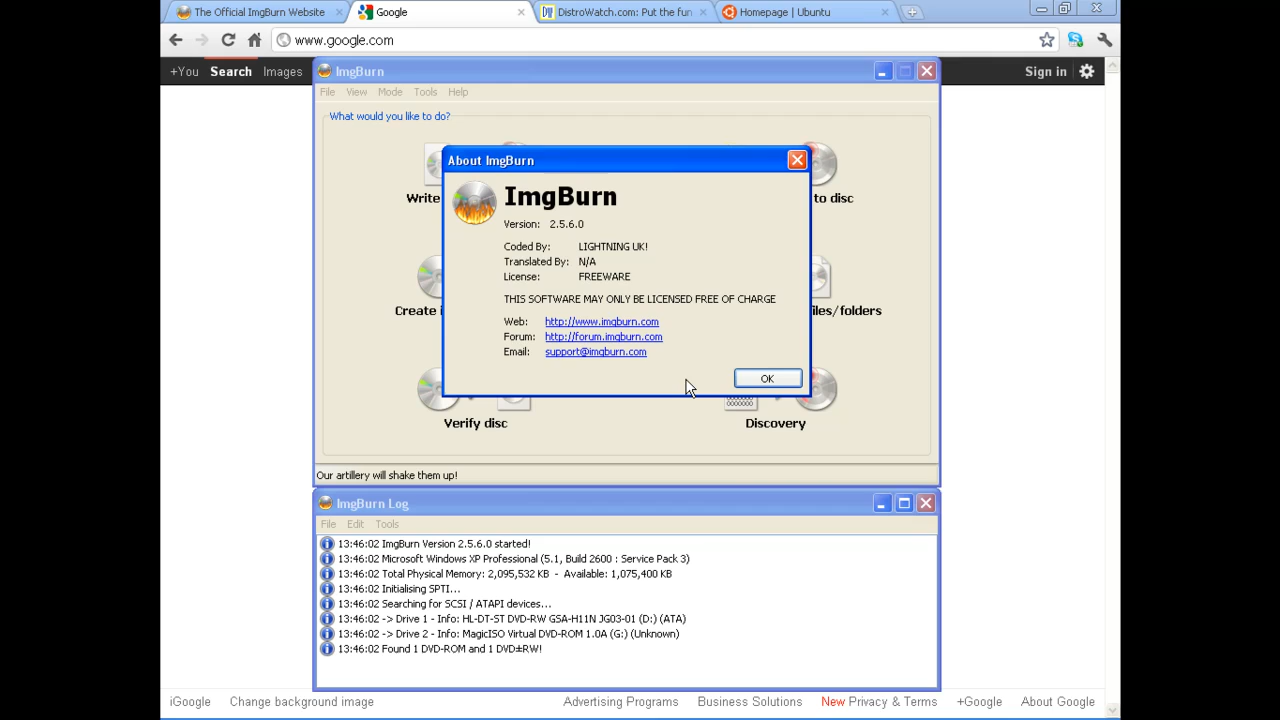 The Official ImgBurn Website
Google
DistroWatch.com: Put the fun
Homepage | Ubuntu
www.google.com
+You Search Images
Sign in
ImgBurn
File View Mode Tools Help
What would you like to do?
Write
to disc
Create i
iles/folders
Verify disc
Discovery
About ImgBurn
ImgBurn
Version: 2.5.6.0
Coded By: LIGHTNING UK!
Translated By: N/A
License: FREEWARE
THIS SOFTWARE MAY ONLY BE LICENSED FREE OF CHARGE
Web: http://www.imgburn.com
Forum: http://forum.imgburn.com
Email: support@imgburn.com
OK
Our artillery will shake them up!
ImgBurn Log
File Edit Tools
13:46:02 ImgBurn Version 2.5.6.0 started!
13:46:02 Microsoft Windows XP Professional (5.1, Build 2600 : Service Pack 3)
13:46:02 Total Physical Memory: 2,095,532 KB - Available: 1,075,400 KB
13:46:02 Initialising SPTI...
13:46:02 Searching for SCSI / ATAPI devices...
13:46:02 -> Drive 1 - Info: HL-DT-ST DVD-RW GSA-H11N JG03-01 (D:) (ATA)
13:46:02 -> Drive 2 - Info: MagicISO Virtual DVD-ROM 1.0A (G:) (Unknown)
13:46:02 Found 1 DVD-ROM and 1 DVD±RW!
iGoogle Change background image Advertising Programs Business Solutions New Privacy & Terms +Google About Google